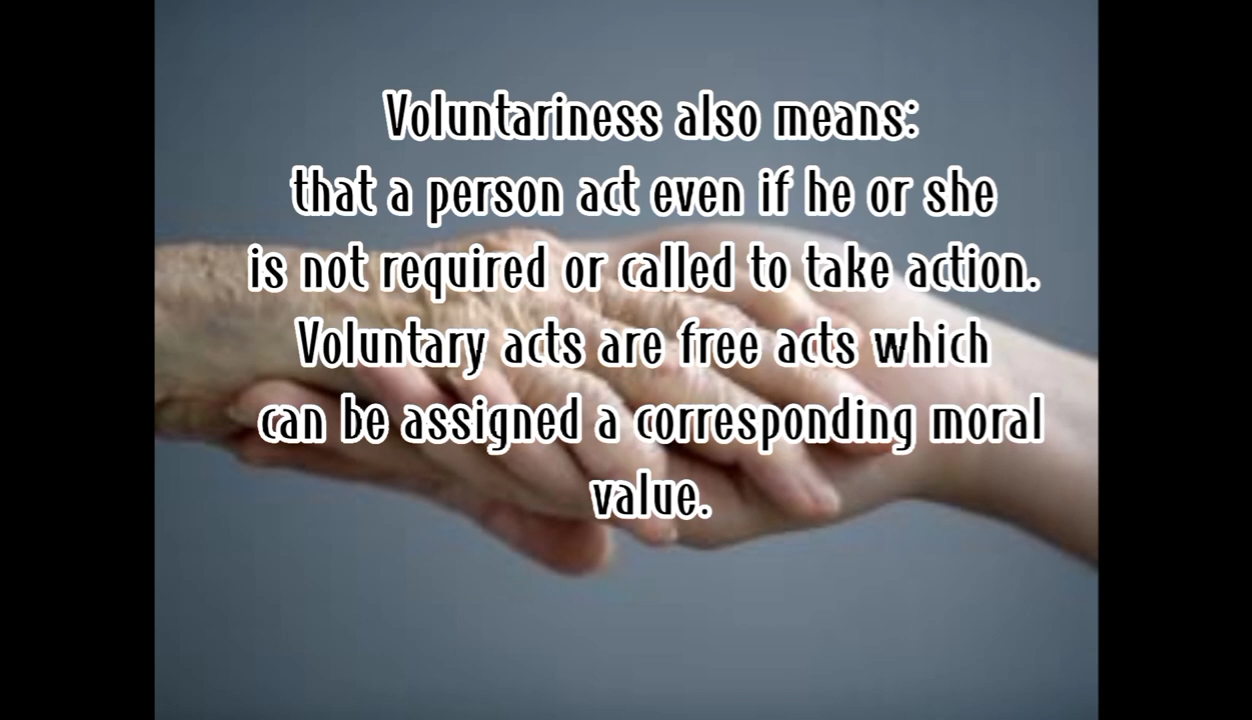 Voluntariness also means:
that a person act even if he or she
is not required or called to take action.
Voluntary acts are free acts which
can be assigned a corresponding moral
value.